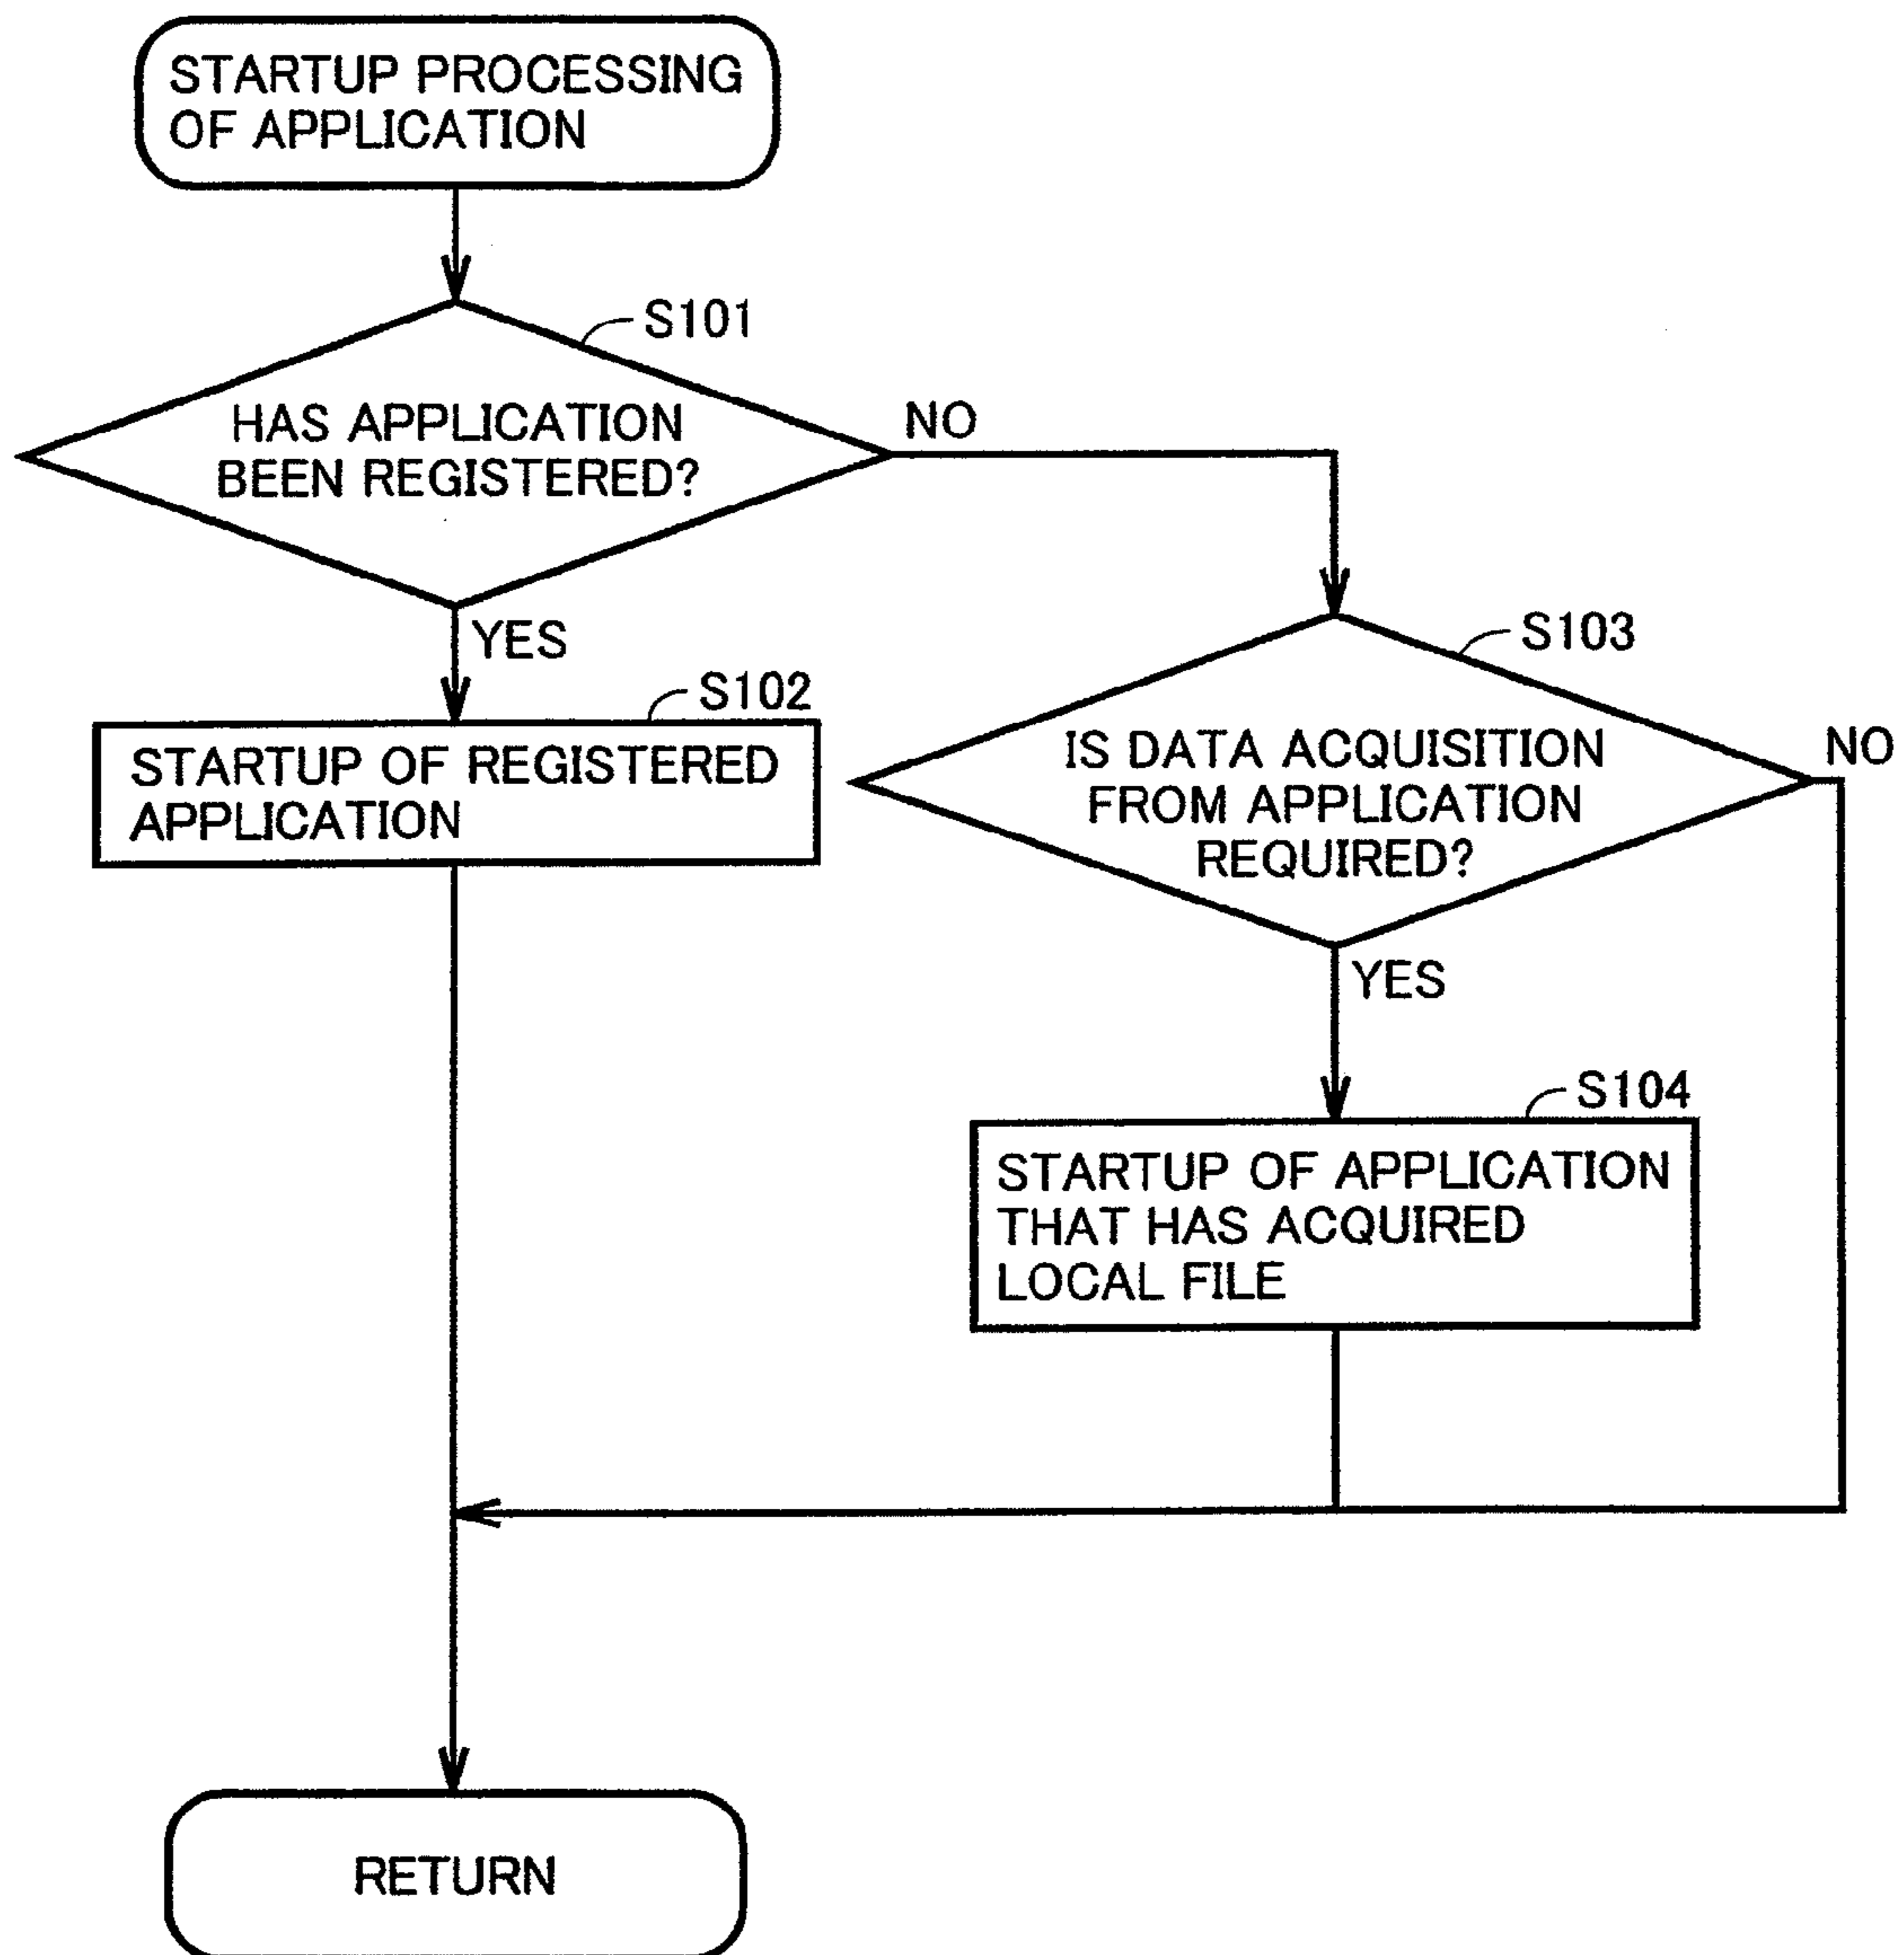 STARTUP PROCESSING
OF APPLICATION
S101
HAS APPLICATION
BEEN REGISTERED?
NO
YES
S102
STARTUP OF REGISTERED
APPLICATION
S103
IS DATA ACQUISITION
FROM APPLICATION
REQUIRED?
NO
YES
S104
STARTUP OF APPLICATION
THAT HAS ACQUIRED
LOCAL FILE
RETURN